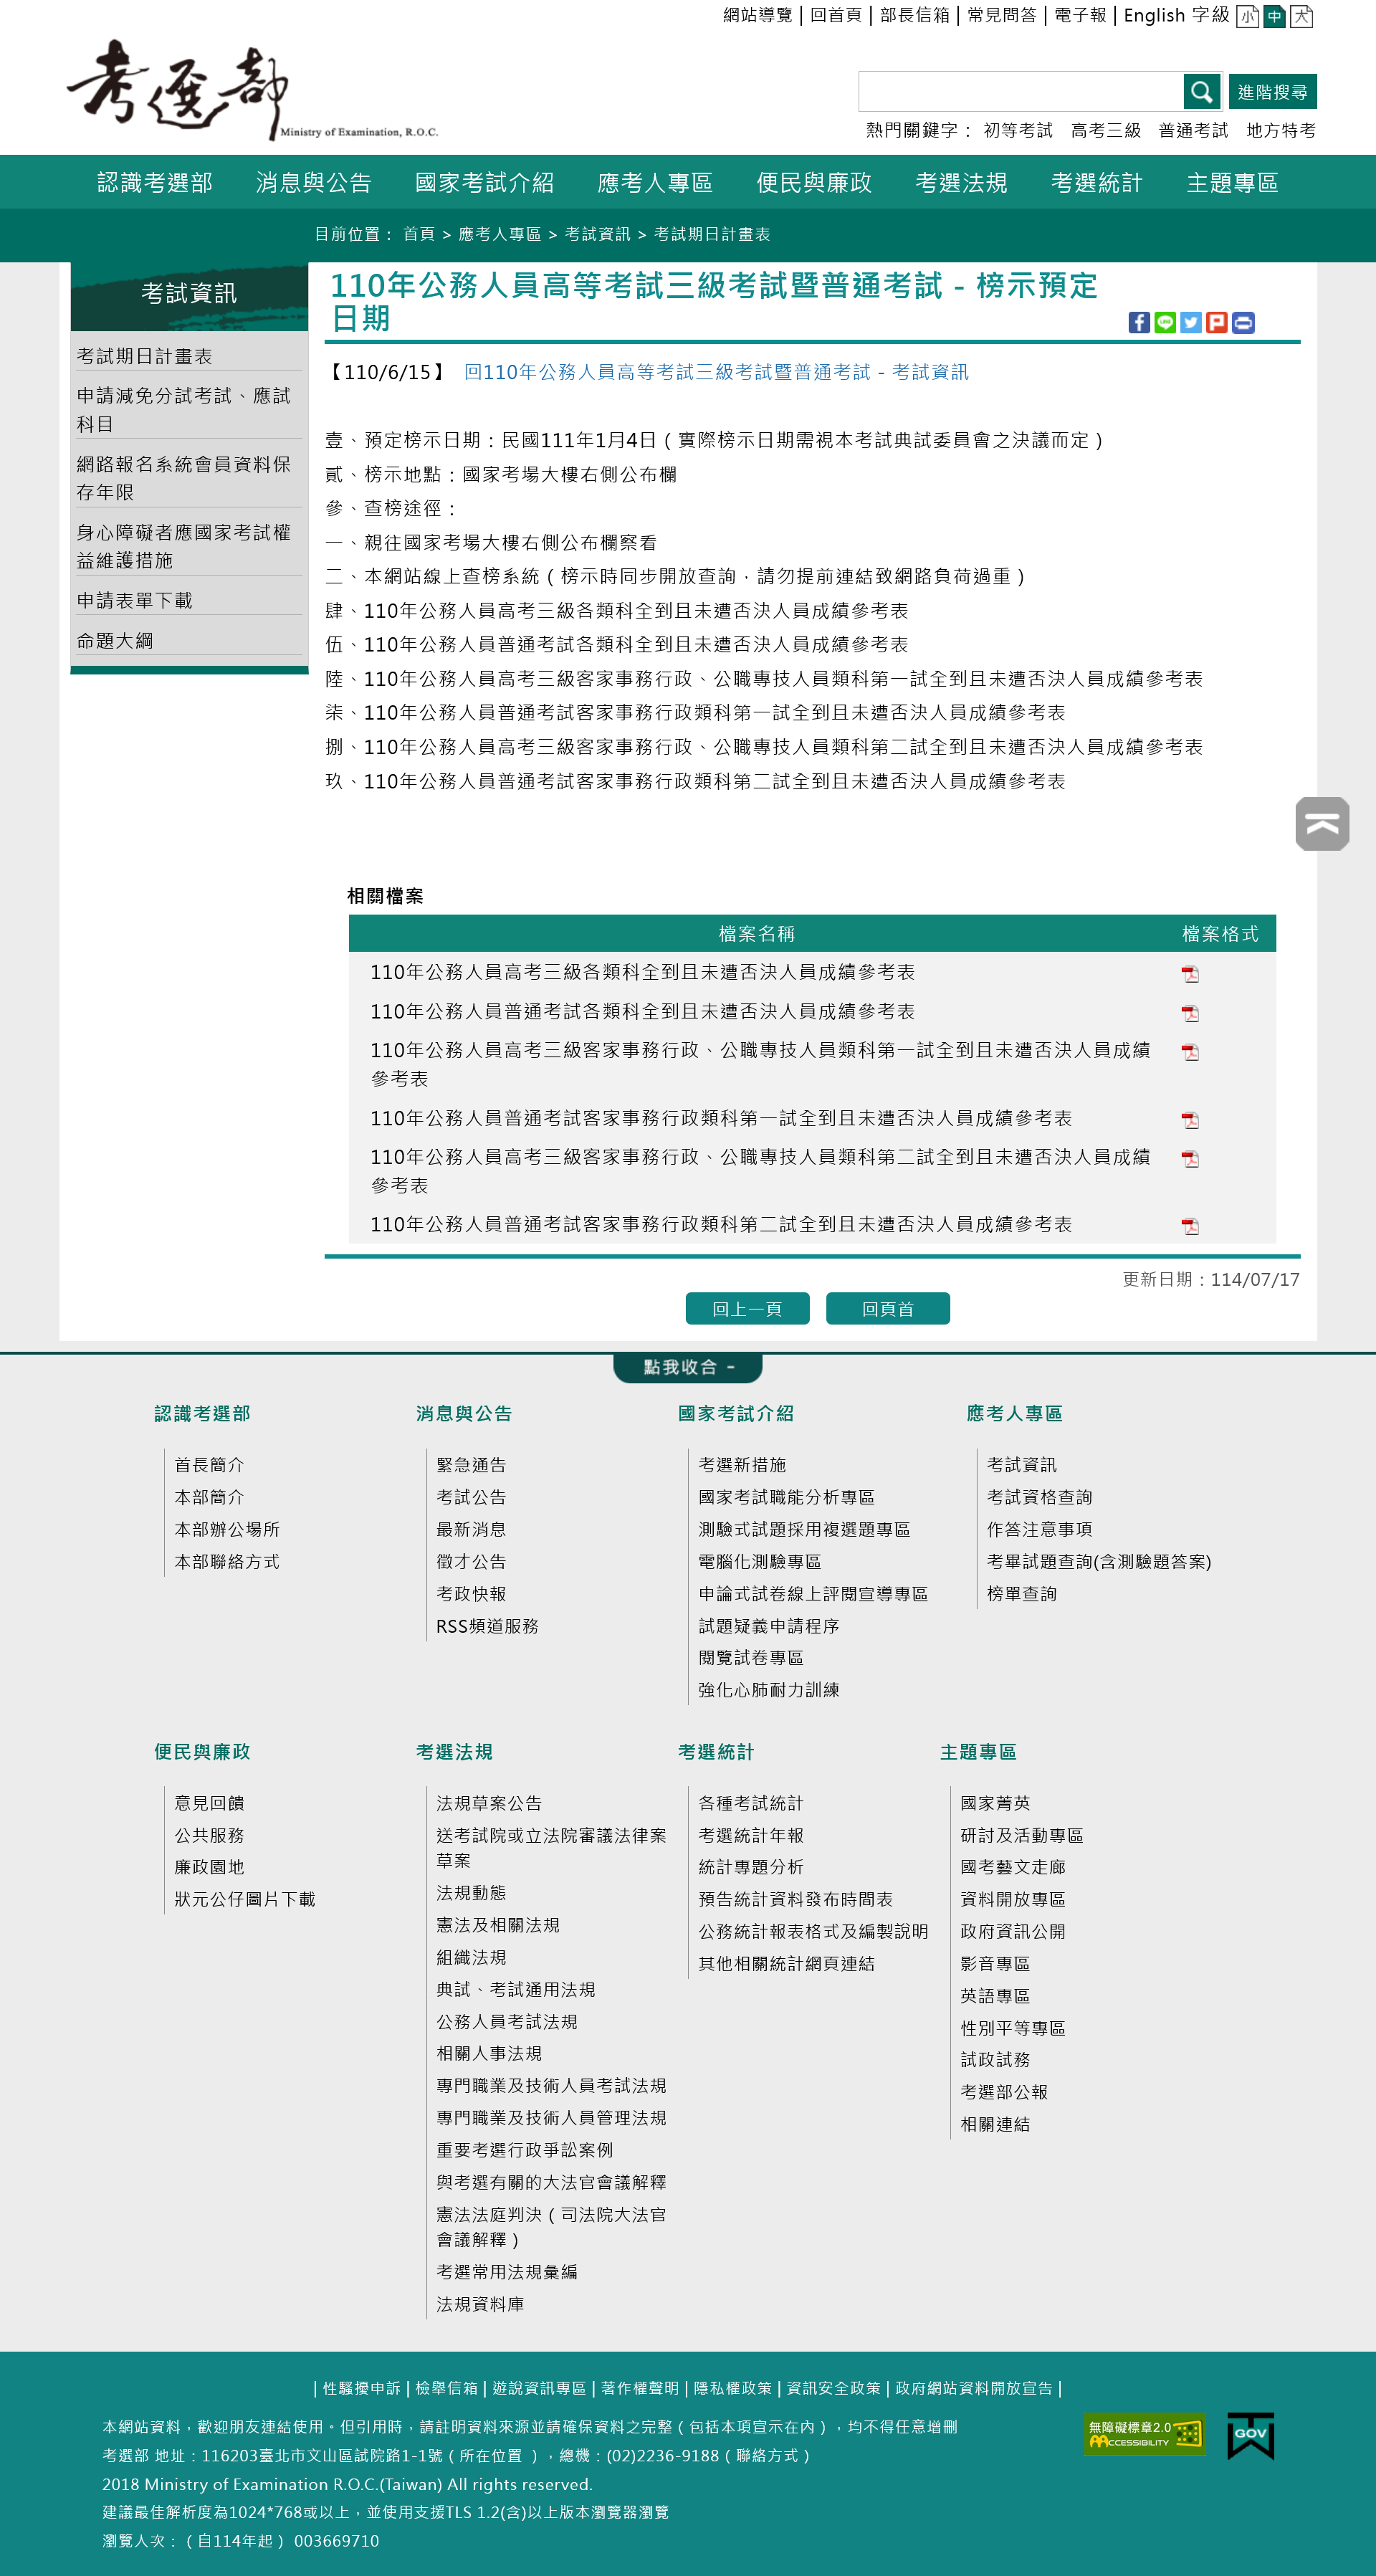 網站導覽 | 回首頁 | 部長信箱 | 常見問答 | 電子報 | English 字級 小 中 大
考選部
Ministry of Examination, R.O.C.
進階搜尋
熱門關鍵字： 初等考試 高考三級 普通考試 地方特考
認識考選部 消息與公告 國家考試介紹 應考人專區 便民與廉政 考選法規 考選統計 主題專區
目前位置： 首頁 > 應考人專區 > 考試資訊 > 考試期日計畫表
考試資訊
考試期日計畫表
申請減免分試考試、應試
科目
網路報名系統會員資料保
存年限
身心障礙者應國家考試權
益維護措施
申請表單下載
命題大綱
110年公務人員高等考試三級考試暨普通考試 - 榜示預定
日期
【110/6/15】 回110年公務人員高等考試三級考試暨普通考試 - 考試資訊
壹、預定榜示日期：民國111年1月4日（實際榜示日期需視本考試典試委員會之決議而定）
貳、榜示地點：國家考場大樓右側公布欄
參、查榜途徑：
一、親往國家考場大樓右側公布欄察看
二、本網站線上查榜系統（榜示時同步開放查詢，請勿提前連結致網路負荷過重）
肆、110年公務人員高考三級各類科全到且未遭否決人員成績參考表
伍、110年公務人員普通考試各類科全到且未遭否決人員成績參考表
陸、110年公務人員高考三級客家事務行政、公職專技人員類科第一試全到且未遭否決人員成績參考表
柒、110年公務人員普通考試客家事務行政類科第一試全到且未遭否決人員成績參考表
捌、110年公務人員高考三級客家事務行政、公職專技人員類科第二試全到且未遭否決人員成績參考表
玖、110年公務人員普通考試客家事務行政類科第二試全到且未遭否決人員成績參考表
相關檔案
檔案名稱 檔案格式
110年公務人員高考三級各類科全到且未遭否決人員成績參考表
110年公務人員普通考試各類科全到且未遭否決人員成績參考表
110年公務人員高考三級客家事務行政、公職專技人員類科第一試全到且未遭否決人員成績
參考表
110年公務人員普通考試客家事務行政類科第一試全到且未遭否決人員成績參考表
110年公務人員高考三級客家事務行政、公職專技人員類科第二試全到且未遭否決人員成績
參考表
110年公務人員普通考試客家事務行政類科第二試全到且未遭否決人員成績參考表
更新日期：114/07/17
回上一頁 回頁首
點我收合 -
認識考選部
首長簡介
本部簡介
本部辦公場所
本部聯絡方式
消息與公告
緊急通告
考試公告
最新消息
徵才公告
考政快報
RSS頻道服務
國家考試介紹
考選新措施
國家考試職能分析專區
測驗式試題採用複選題專區
電腦化測驗專區
申論式試卷線上評閱宣導專區
試題疑義申請程序
閱覽試卷專區
強化心肺耐力訓練
應考人專區
考試資訊
考試資格查詢
作答注意事項
考畢試題查詢(含測驗題答案)
榜單查詢
便民與廉政
意見回饋
公共服務
廉政園地
狀元公仔圖片下載
考選法規
法規草案公告
送考試院或立法院審議法律案
草案
法規動態
憲法及相關法規
組織法規
典試、考試通用法規
公務人員考試法規
相關人事法規
專門職業及技術人員考試法規
專門職業及技術人員管理法規
重要考選行政爭訟案例
與考選有關的大法官會議解釋
憲法法庭判決（司法院大法官
會議解釋）
考選常用法規彙編
法規資料庫
考選統計
各種考試統計
考選統計年報
統計專題分析
預告統計資料發布時間表
公務統計報表格式及編製說明
其他相關統計網頁連結
主題專區
國家菁英
研討及活動專區
國考藝文走廊
資料開放專區
政府資訊公開
影音專區
英語專區
性別平等專區
試政試務
考選部公報
相關連結
| 性騷擾申訴 | 檢舉信箱 | 遊說資訊專區 | 著作權聲明 | 隱私權政策 | 資訊安全政策 | 政府網站資料開放宣告 |
本網站資料，歡迎朋友連結使用。但引用時，請註明資料來源並請確保資料之完整（包括本項宣示在內），均不得任意增刪
考選部 地址：116203臺北市文山區試院路1-1號（所在位置 ），總機：(02)2236-9188（聯絡方式）
2018 Ministry of Examination R.O.C.(Taiwan) All rights reserved.
建議最佳解析度為1024*768或以上，並使用支援TLS 1.2(含)以上版本瀏覽器瀏覽
瀏覽人次：（自114年起） 003669710
無障礙標章2.0
AACCESSIBILITY
GOV